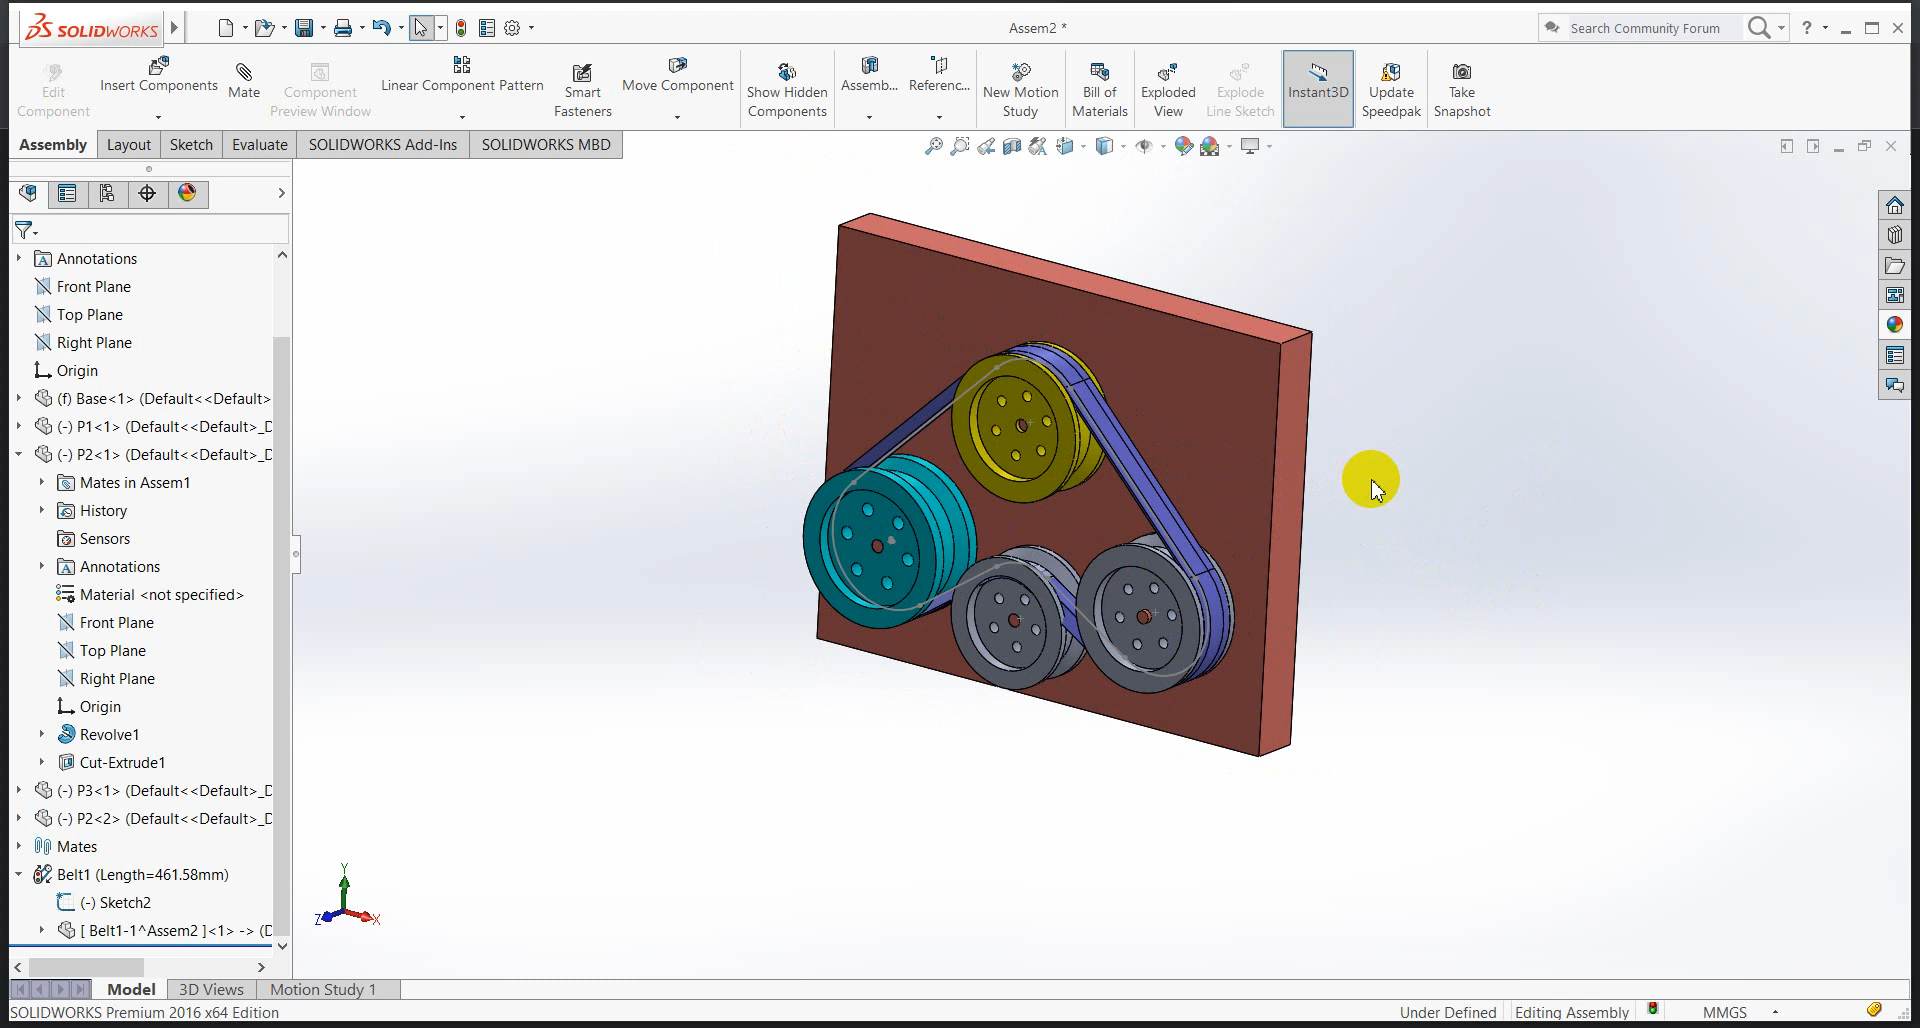 SOLIDWORKS
Assem2 *
Search Community Forum
?
Edit Component
Insert Components
Mate
Component Preview Window
Linear Component Pattern
Smart Fasteners
Move Component
Show Hidden Components
Assemb...
Referenc...
New Motion Study
Bill of Materials
Exploded View
Explode Line Sketch
Instant3D
Update Speedpak
Take Snapshot
Assembly
Layout
Sketch
Evaluate
SOLIDWORKS Add-Ins
SOLIDWORKS MBD
Annotations
Front Plane
Top Plane
Right Plane
Origin
(f) Base<1> (Default<<Default>
(-) P1<1> (Default<<Default>_D
(-) P2<1> (Default<<Default>_D
Mates in Assem1
History
Sensors
Annotations
Material <not specified>
Front Plane
Top Plane
Right Plane
Origin
Revolve1
Cut-Extrude1
(-) P3<1> (Default<<Default>_D
(-) P2<2> (Default<<Default>_D
Mates
Belt1 (Length=461.58mm)
(-) Sketch2
[ Belt1-1^Assem2 ]<1> -> (D
Y
Z
X
Model
3D Views
Motion Study 1
SOLIDWORKS Premium 2016 x64 Edition
Under Defined
Editing Assembly
MMGS